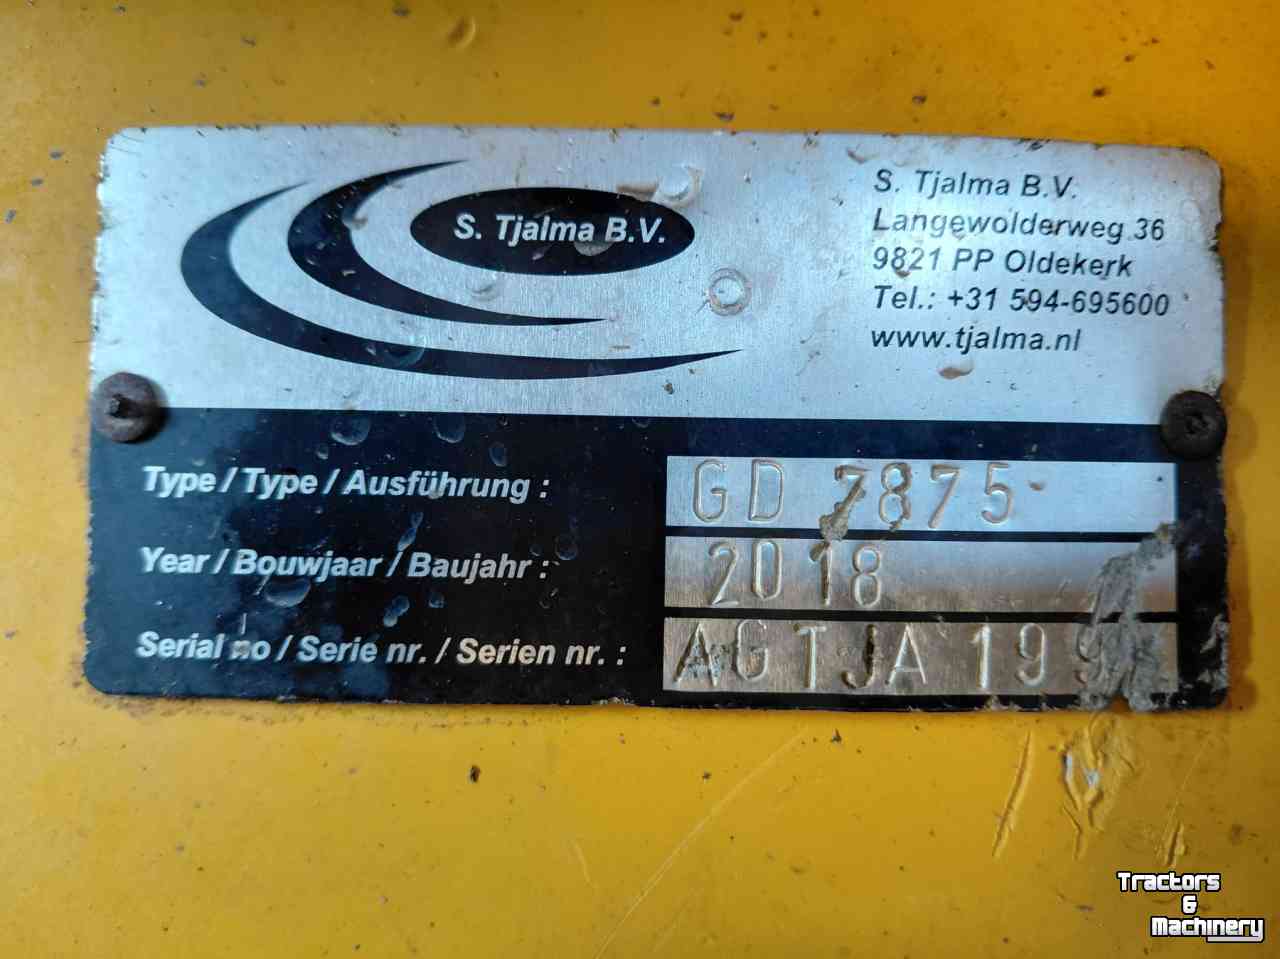 S. Tjalma B.V.
S. Tjalma B.V.
Langewolderweg 36
9821 PP Oldekerk
Tel.: +31 594-695600
www.tjalma.nl
Type / Type / Ausführung : GD 7875
Year / Bouwjaar / Baujahr : 2018
Serial no / Serie nr. / Serien nr. :
Tractors
&
Machinery